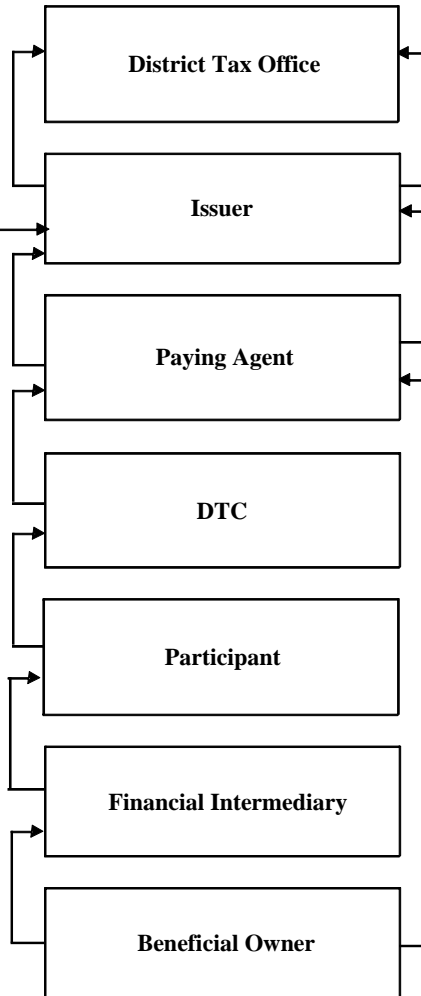 District Tax Office
Issuer
Paying Agent
DTC
Participant
Financial Intermediary
Beneficial Owner